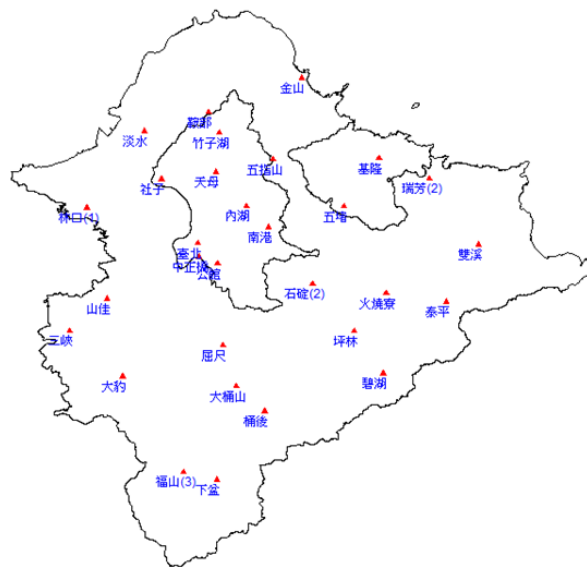 金山
鞍部
竹子湖
淡水
五指山
基隆
天母
社子
瑞芳(2)
林口(1)
內湖
五堵
南港
雙溪
臺北
中正橋
公館
石碇(2)
火燒寮
泰平
山佳
三峽
坪林
屈尺
大豹
碧湖
大桶山
桶後
福山(3)
下盆